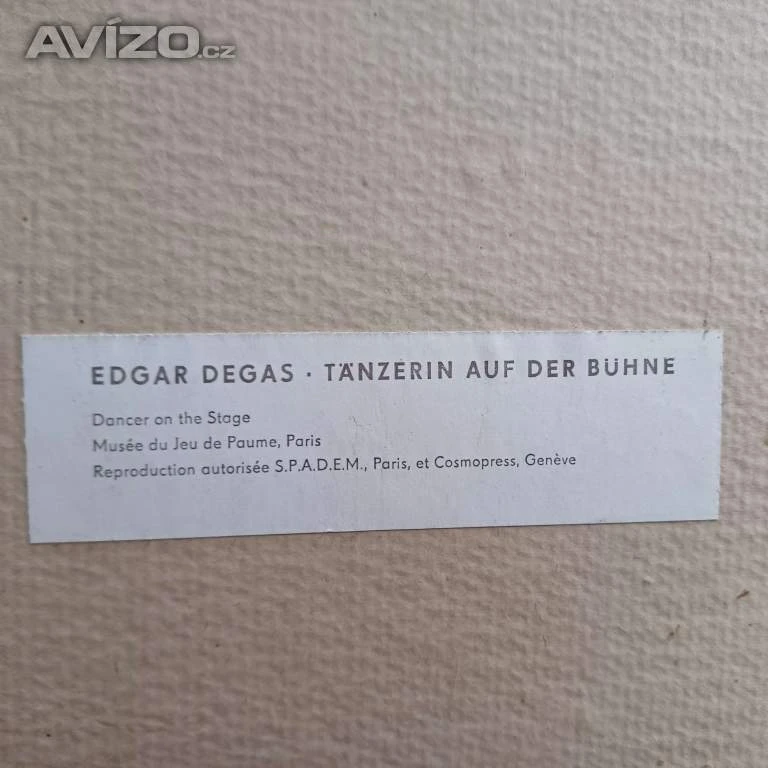 AVÍZO.cz
EDGAR DEGAS · TÄNZERIN AUF DER BÜHNE
Dancer on the Stage
Musée du Jeu de Paume, Paris
Reproduction autorisée S.P.A.D.E.M., Paris, et Cosmopress, Genève